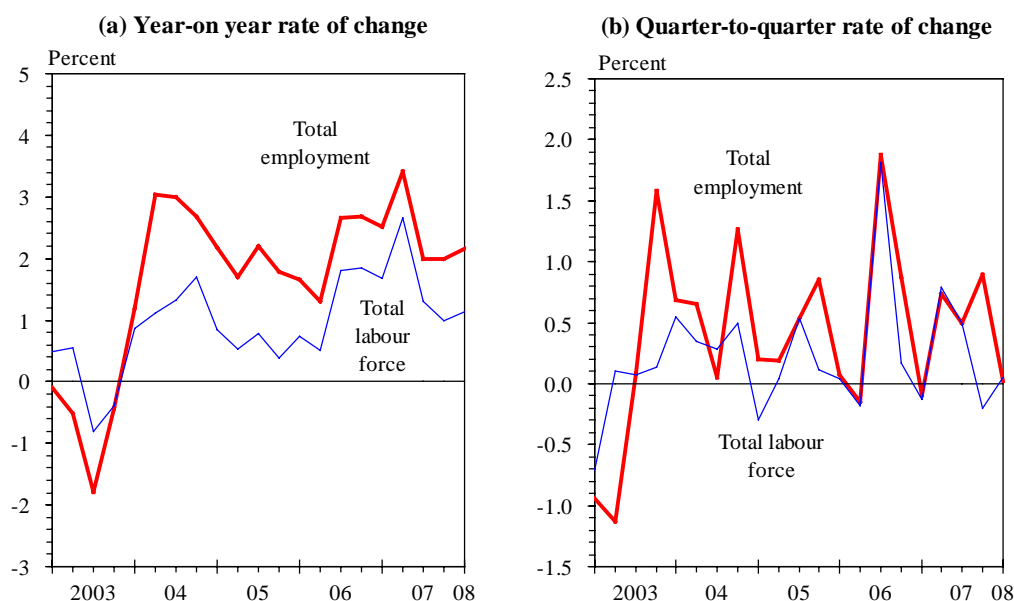 (a) Year-on year rate of change
Percent
5
4
3
2
1
0
-1
-2
-3
Total
employment
Total
labour
force
2003 04 05 06 07 08
(b) Quarter-to-quarter rate of change
Percent
2.5
2.0
1.5
1.0
0.5
0.0
-0.5
-1.0
-1.5
Total
employment
Total labour
force
2003 04 05 06 07 08